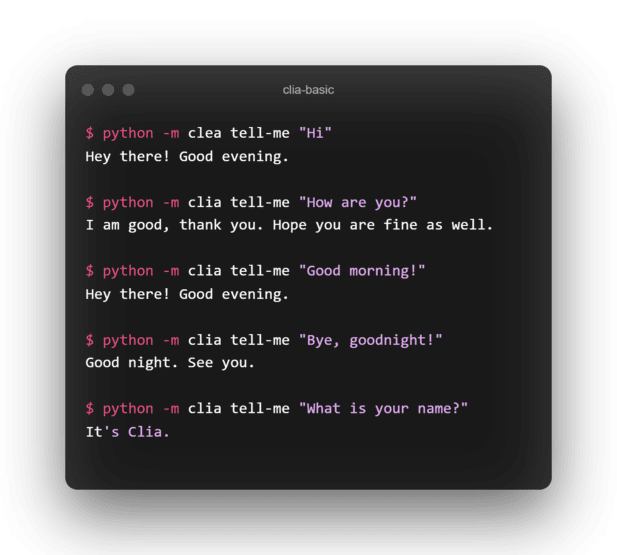 clia-basic
$ python -m clea tell-me "Hi"
Hey there! Good evening.
$ python -m clia tell-me "How are you?"
I am good, thank you. Hope you are fine as well.
$ python -m clia tell-me "Good morning!"
Hey there! Good evening.
$ python -m clia tell-me "Bye, goodnight!"
Good night. See you.
$ python -m clia tell-me "What is your name?"
It's Clia.